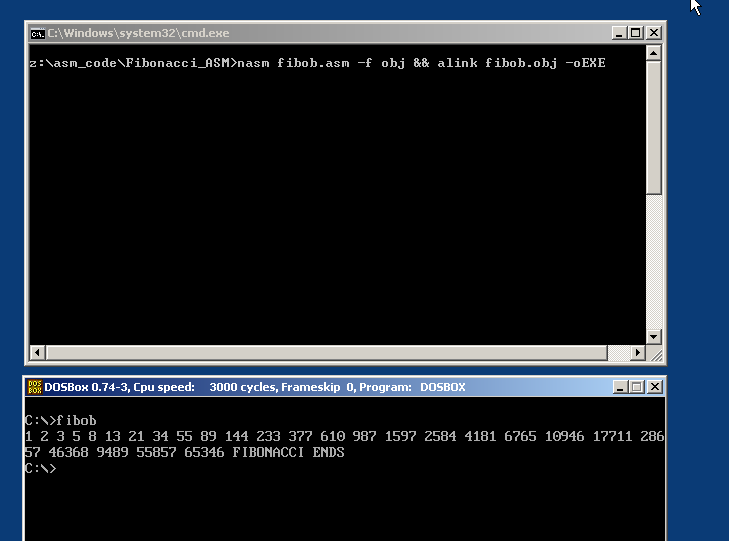 C:\Windows\system32\cmd.exe
z:\asm_code\Fibonacci_ASM>nasm fibob.asm -f obj && alink fibob.obj -oEXE
DOSBox 0.74-3, Cpu speed: 3000 cycles, Frameskip 0, Program: DOSBOX
C:\>fibob
1 2 3 5 8 13 21 34 55 89 144 233 377 610 987 1597 2584 4181 6765 10946 17711 286
57 46368 9489 55857 65346 FIBONACCI ENDS
C:\>